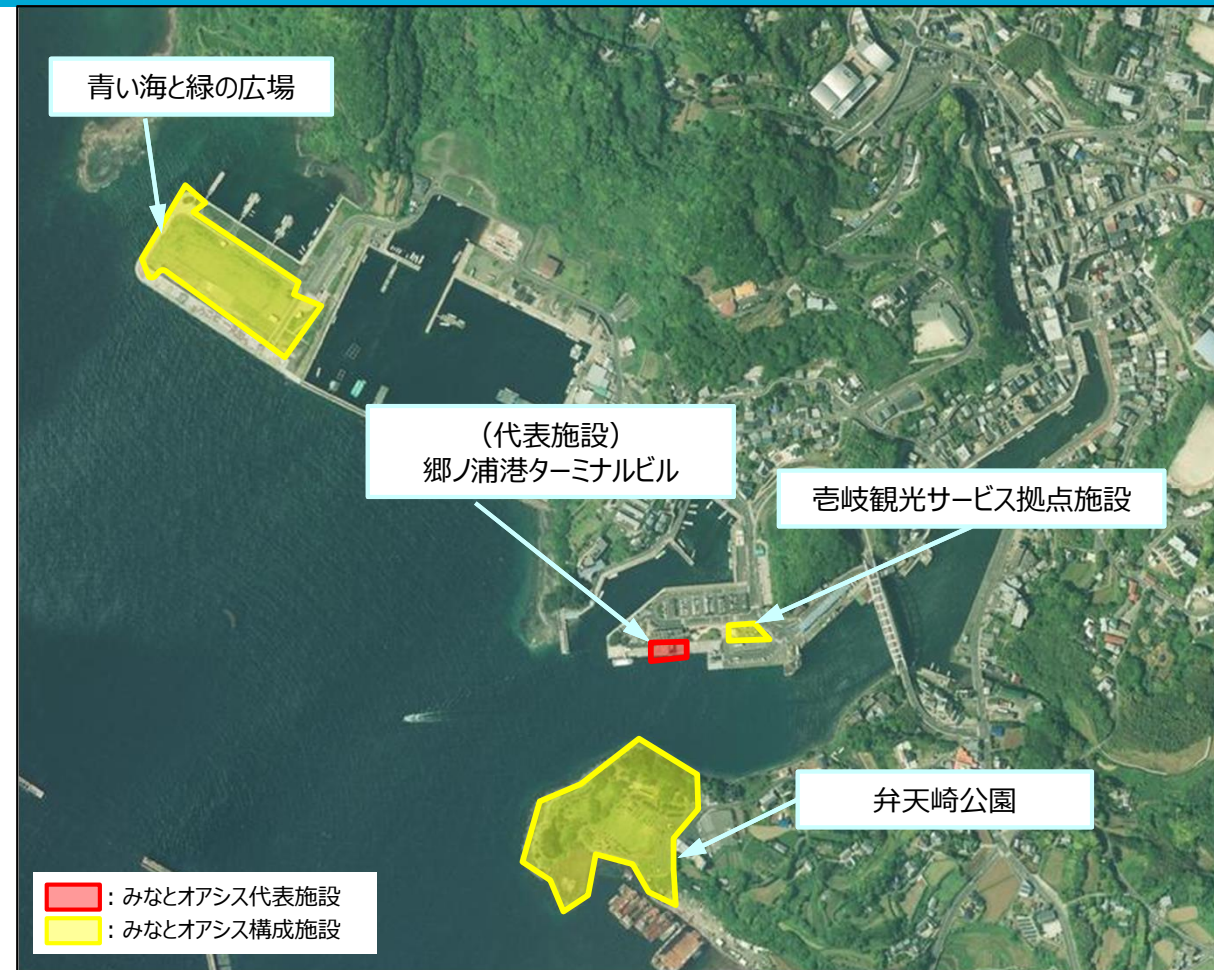 青い海と緑の広場
（代表施設）
郷ノ浦港ターミナルビル
壱岐観光サービス拠点施設
弁天崎公園
：みなとオアシス代表施設
：みなとオアシス構成施設